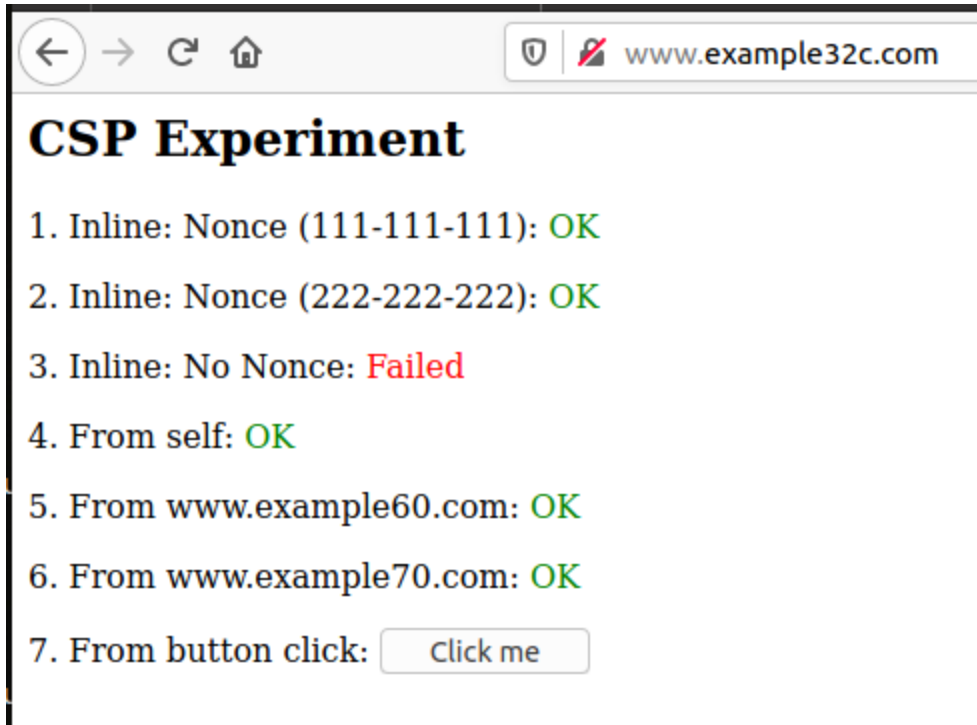 www.example32c.com
CSP Experiment
1. Inline: Nonce (111-111-111): OK
2. Inline: Nonce (222-222-222): OK
3. Inline: No Nonce: Failed
4. From self: OK
5. From www.example60.com: OK
6. From www.example70.com: OK
7. From button click: Click me